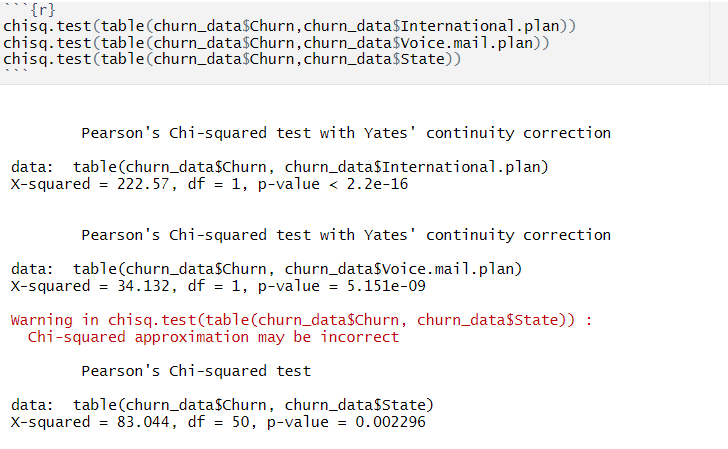 ```{r}
chisq.test(table(churn_data$Churn,churn_data$International.plan))
chisq.test(table(churn_data$Churn,churn_data$Voice.mail.plan))
chisq.test(table(churn_data$Churn,churn_data$State))
```
Pearson's Chi-squared test with Yates' continuity correction
data:  table(churn_data$Churn, churn_data$International.plan)
X-squared = 222.57, df = 1, p-value < 2.2e-16
Pearson's Chi-squared test with Yates' continuity correction
data:  table(churn_data$Churn, churn_data$Voice.mail.plan)
X-squared = 34.132, df = 1, p-value = 5.151e-09
Warning in chisq.test(table(churn_data$Churn, churn_data$State)) :
Chi-squared approximation may be incorrect
Pearson's Chi-squared test
data:  table(churn_data$Churn, churn_data$State)
X-squared = 83.044, df = 50, p-value = 0.002296